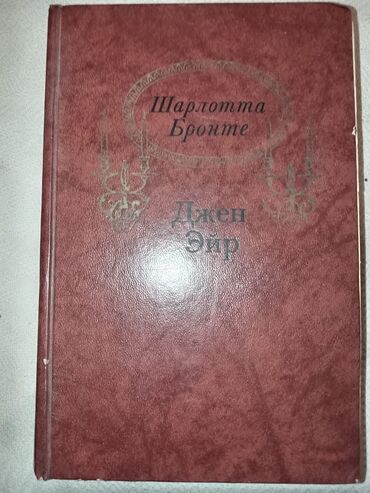 Шарлотта
Бронте
Джен
Эйр